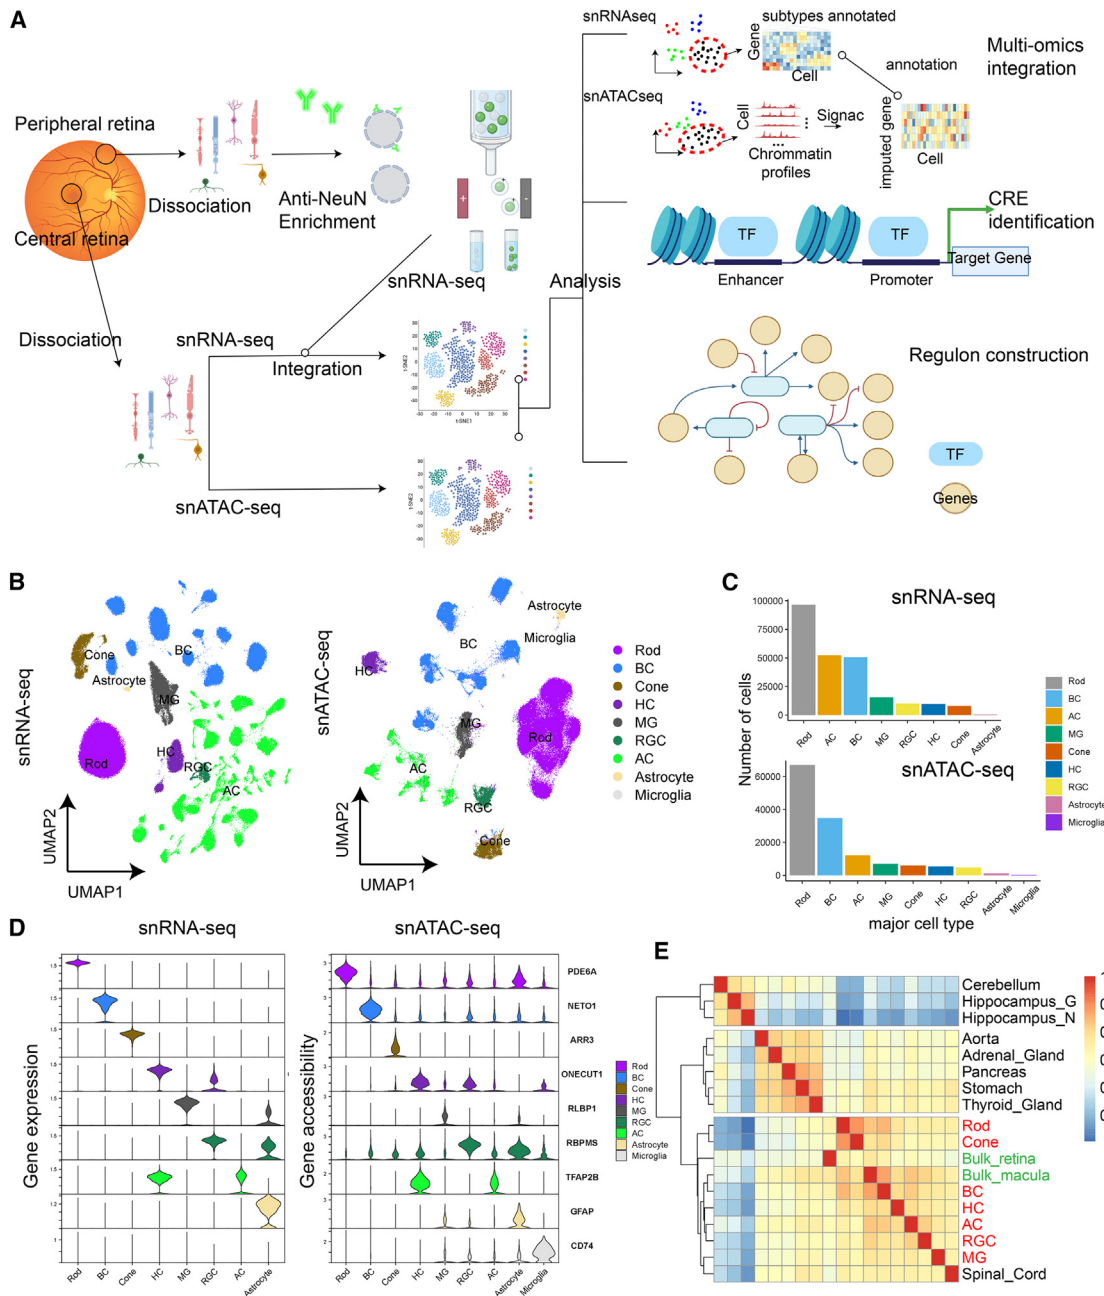 A
Peripheral retina
Central retina
Dissociation
Anti-NeuN
Enrichment
snRNA-seq
Dissociation
snRNA-seq
Integration
snATAC-seq
Analysis
t-SNE2
t-SNE1
t-SNE2
snRNAseq
subtypes annotated
Gene
Cell
annotation
Multi-omics
integration
snATACseq
Cell
Signac
Chrommatin
profiles
imputed gene
Cell
CRE
identification
TF
TF
Enhancer
Promoter
Target Gene
Regulon construction
TF
Genes
B
snRNA-seq
Cone
BC
Astrocyte
MG
Rod
HC
RGC
AC
UMAP2
UMAP1
snATAC-seq
Astrocyte
Microglia
BC
HC
MG
Rod
AC
RGC
Cone
UMAP2
UMAP1
Rod
BC
Cone
HC
MG
RGC
AC
Astrocyte
Microglia
C
snRNA-seq
Number of cells
100000
75000
50000
25000
0
Rod
AC
BC
MG
RGC
HC
Cone
Astrocyte
snATAC-seq
60000
40000
20000
0
Rod
BC
AC
MG
Cone
HC
RGC
Astrocyte
Microglia
major cell type
Rod
BC
AC
MG
Cone
HC
RGC
Astrocyte
Microglia
D
snRNA-seq
snATAC-seq
Gene expression
Gene accessibility
PDE6A
NETO1
ARR3
ONECUT1
RLBP1
RBPMS
TFAP2B
GFAP
CD74
Rod
BC
Cone
HC
MG
RGC
AC
Astrocyte
Rod
BC
Cone
HC
MG
RGC
AC
Astrocyte
Microglia
Rod
BC
Cone
HC
MG
RGC
AC
Astrocyte
Microglia
E
Cerebellum
Hippocampus_G
Hippocampus_N
Aorta
Adrenal_Gland
Pancreas
Stomach
Thyroid_Gland
Rod
Cone
Bulk_retina
Bulk_macula
BC
HC
AC
RGC
MG
Spinal_Cord